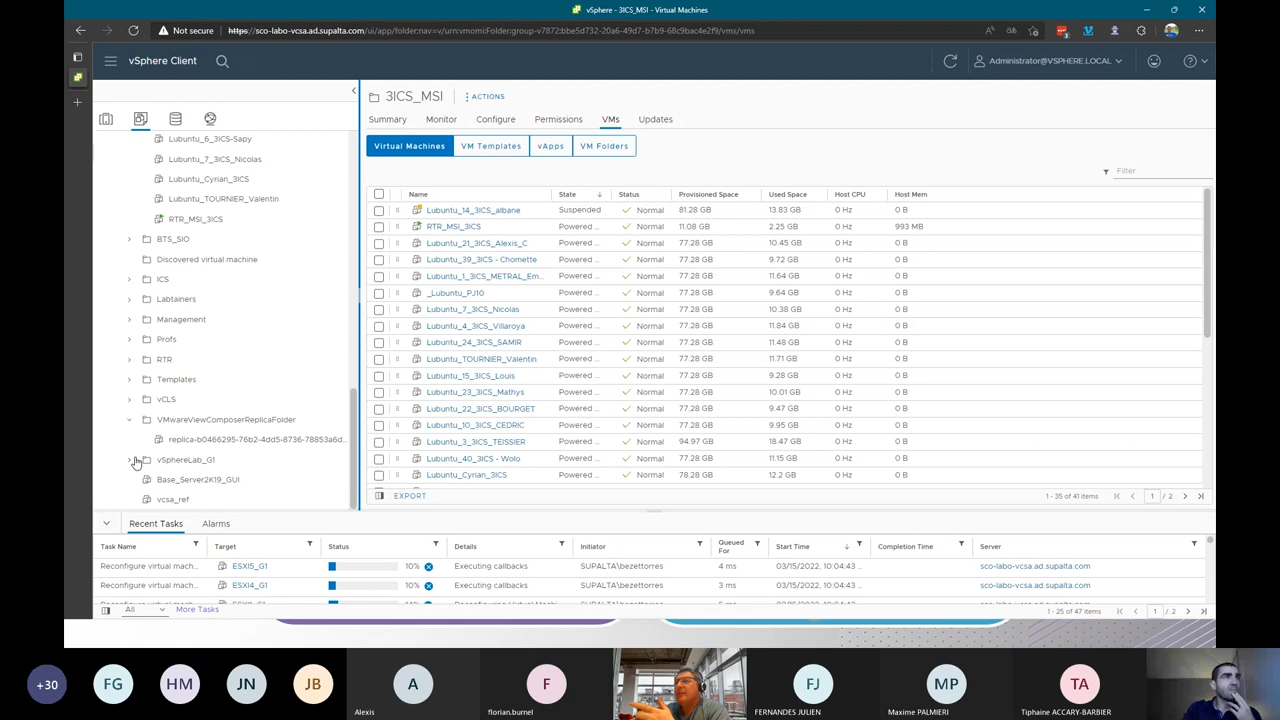 vSphere - 3ICS_MSI - Virtual Machines
Not secure
https://sco-labo-vcsa.ad.supalta.com/ui/app/folder;nav=v/urn:vmomi:Folder:group-v7872:bbe5d732-20a6-49d7-b7b9-68c9bac4e2f9/vms/vms
vSphere Client
Administrator@VSPHERE.LOCAL
3ICS_MSI
ACTIONS
Summary Monitor Configure Permissions VMs Updates
Virtual Machines VM Templates vApps VM Folders
Filter
Lubuntu_6_3ICS-Sapy
Lubuntu_7_3ICS_Nicolas
Lubuntu_Cyrian_3ICS
Lubuntu_TOURNIER_Valentin
RTR_MSI_3ICS
BTS_SIO
Discovered virtual machine
ICS
Labtainers
Management
Profs
RTR
Templates
vCLS
VMwareViewComposerReplicaFolder
replica-b0466295-76b2-4dd5-8736-78853a6d...
vSphereLab_G1
Base_Server2K19_GUI
vcsa_ref
Name State Status Provisioned Space Used Space Host CPU Host Mem
Lubuntu_14_3ICS_albane Suspended Normal 81.28 GB 13.83 GB 0 Hz 0 B
RTR_MSI_3ICS Powered ... Normal 11.08 GB 2.25 GB 0 Hz 993 MB
Lubuntu_21_3ICS_Alexis_C Powered ... Normal 77.28 GB 10.45 GB 0 Hz 0 B
Lubuntu_39_3ICS - Chomette Powered ... Normal 77.28 GB 9.72 GB 0 Hz 0 B
Lubuntu_1_3ICS_METRAL_Em... Powered ... Normal 77.28 GB 11.64 GB 0 Hz 0 B
_Lubuntu_PJ10 Powered ... Normal 77.28 GB 9.64 GB 0 Hz 0 B
Lubuntu_7_3ICS_Nicolas Powered ... Normal 77.28 GB 10.38 GB 0 Hz 0 B
Lubuntu_4_3ICS_Villaroya Powered ... Normal 77.28 GB 11.84 GB 0 Hz 0 B
Lubuntu_24_3ICS_SAMIR Powered ... Normal 77.28 GB 11.48 GB 0 Hz 0 B
Lubuntu_TOURNIER_Valentin Powered ... Normal 77.28 GB 11.71 GB 0 Hz 0 B
Lubuntu_15_3ICS_Louis Powered ... Normal 77.28 GB 9.28 GB 0 Hz 0 B
Lubuntu_23_3ICS_Mathys Powered ... Normal 77.28 GB 10.01 GB 0 Hz 0 B
Lubuntu_22_3ICS_BOURGET Powered ... Normal 77.28 GB 9.47 GB 0 Hz 0 B
Lubuntu_10_3ICS_CEDRIC Powered ... Normal 77.28 GB 9.95 GB 0 Hz 0 B
Lubuntu_3_3ICS_TEISSIER Powered ... Normal 94.97 GB 18.47 GB 0 Hz 0 B
Lubuntu_40_3ICS - Wolo Powered ... Normal 77.28 GB 11.15 GB 0 Hz 0 B
Lubuntu_Cyrian_3ICS Powered ... Normal 78.28 GB 12.2 GB 0 Hz 0 B
EXPORT 1 - 35 of 41 items 1 / 2
Recent Tasks Alarms
Task Name Target Status Details Initiator Queued For Start Time Completion Time Server
Reconfigure virtual mach... ESXI5_G1 10% Executing callbacks SUPALTA\bezettorres 4 ms 03/15/2022, 10:04:43 ... sco-labo-vcsa.ad.supalta.com
Reconfigure virtual mach... ESXI4_G1 10% Executing callbacks SUPALTA\bezettorres 3 ms 03/15/2022, 10:04:43 ... sco-labo-vcsa.ad.supalta.com
All More Tasks 1 - 25 of 47 items 1 / 2
+30 FG HM JN JB A F FJ MP TA
Alexis florian.burnel FERNANDES JULIEN Maxime PALMIERI Tiphaine ACCARY-BARBIER